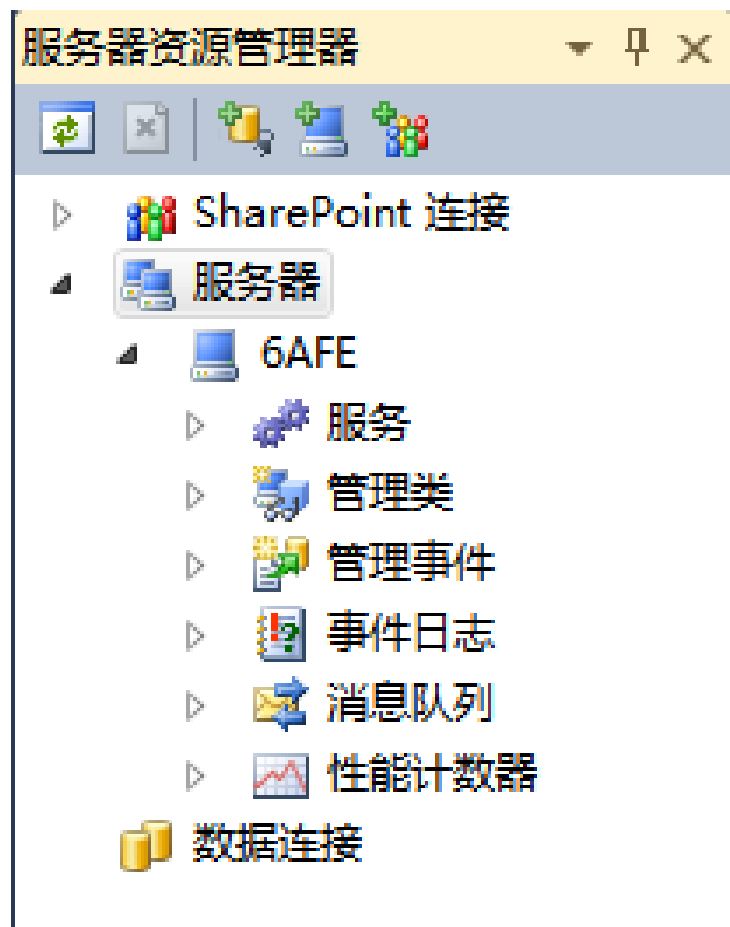 服务器资源管理器
SharePoint 连接
服务器
6AFE
服务
管理类
管理事件
事件日志
消息队列
性能计数器
数据连接